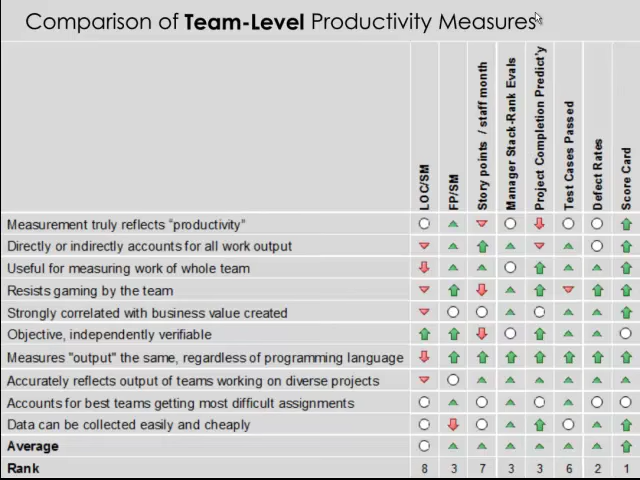 Comparison of Team-Level Productivity Measures
LOC/SM
FP/SM
Story points / staff month
Manager Stack-Rank Evals
Project Completion Predict'y
Test Cases Passed
Defect Rates
Score Card
Measurement truly reflects "productivity"
Directly or indirectly accounts for all work output
Useful for measuring work of whole team
Resists gaming by the team
Strongly correlated with business value created
Objective, independently verifiable
Measures "output" the same, regardless of programming language
Accurately reflects output of teams working on diverse projects
Accounts for best teams getting most difficult assignments
Data can be collected easily and cheaply
Average
Rank 8 3 7 3 3 6 2 1